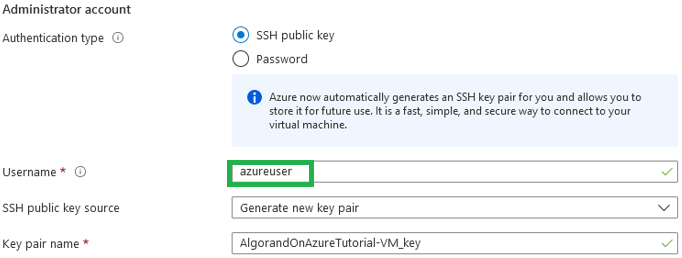 Administrator account
Authentication type
SSH public key
Password
Azure now automatically generates an SSH key pair for you and allows you to
store it for future use. It is a fast, simple, and secure way to connect to your
virtual machine.
Username *
azureuser
SSH public key source
Generate new key pair
Key pair name *
AlgorandOnAzureTutorial-VM_key